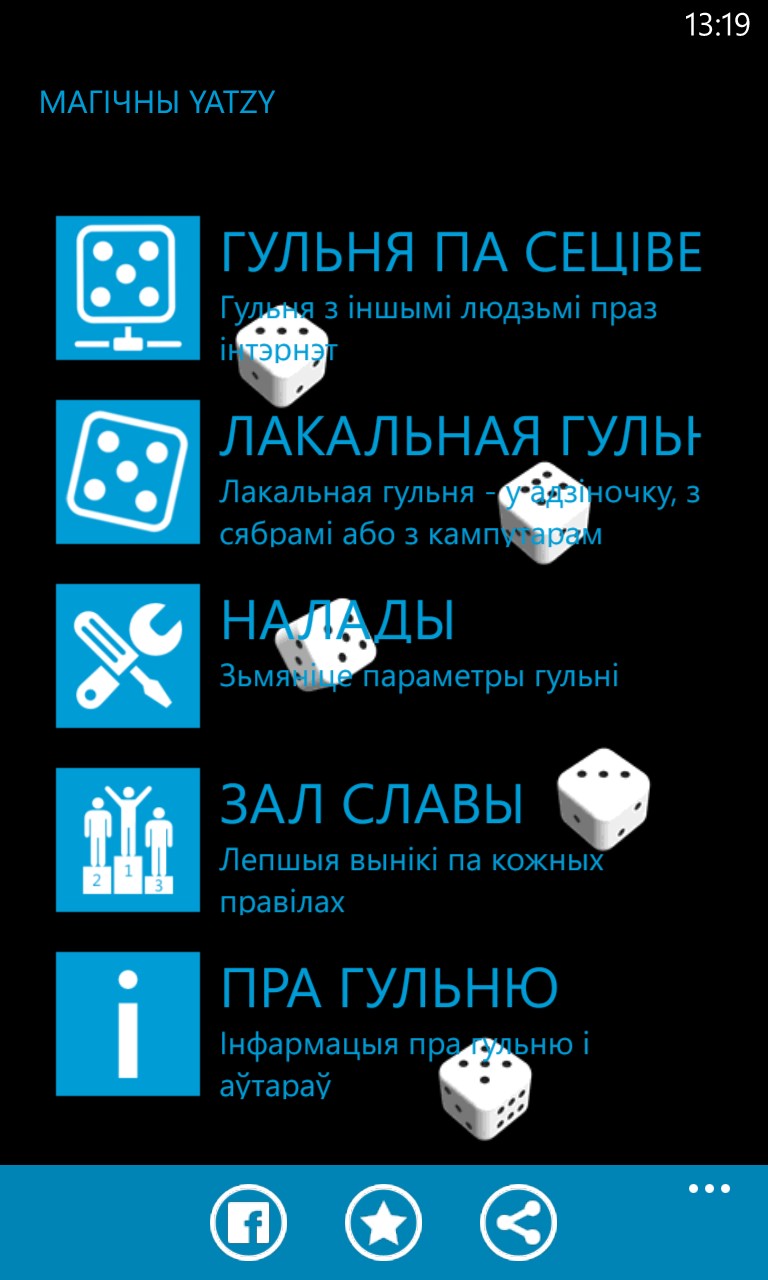 13:19
МАГІЧНЫ YATZY
ГУЛЬНЯ ПА СЕЦІВЕ
Гульня з іншымі людзьмі праз
інтэрнэт
ЛАКАЛЬНАЯ ГУЛЬН
Лакальная гульня - у адзіночку, з
сябрамі або з кампутарам
НАЛАДЫ
Зьмяніце параметры гульні
ЗАЛ СЛАВЫ
2 1 3
Лепшыя вынікі па кожных
правілах
ПРА ГУЛЬНЮ
Інфармацыя пра гульню і
аўтараў